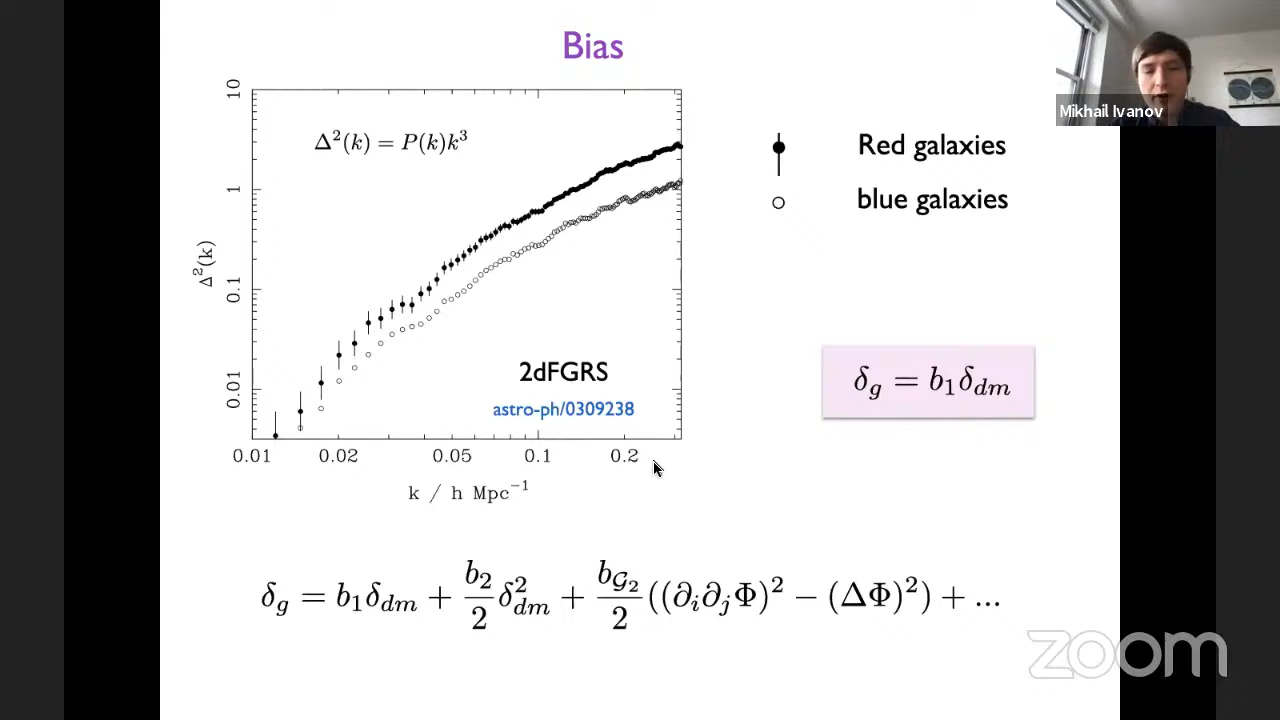 Bias
Mikhail Ivanov
Δ²(k) = P(k)k³
Red galaxies
blue galaxies
10
1
0.1
0.01
Δ²(k)
2dFGRS
astro-ph/0309238
0.01 0.02 0.05 0.1 0.2
k / h Mpc⁻¹
δ_g = b₁δ_dm
δ_g = b₁δ_dm + b₂/2 δ²_dm + b_𝒢₂/2 ((∂ᵢ∂ⱼΦ)² − (ΔΦ)²) + ...
zoom